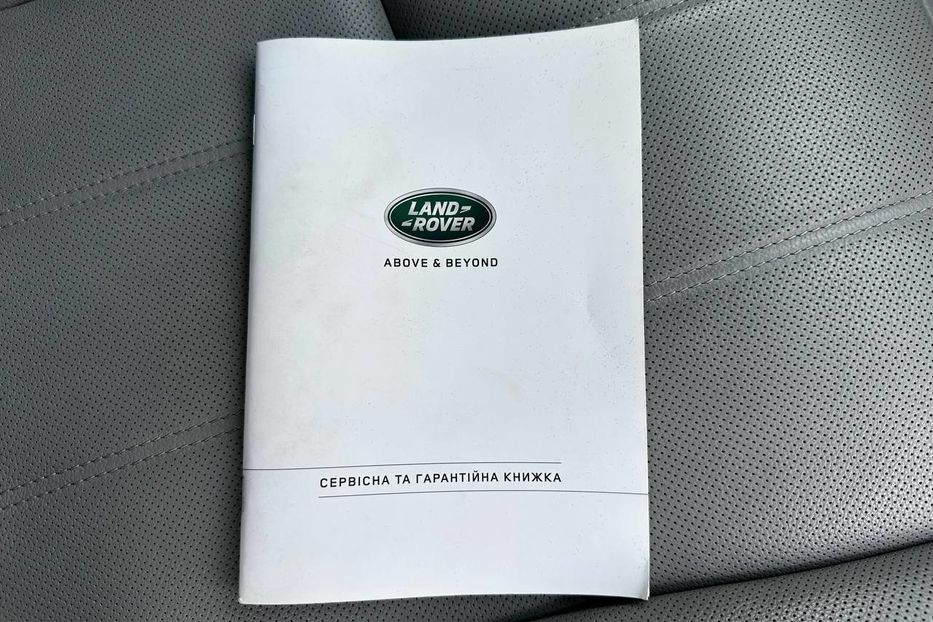 LAND
ROVER
ABOVE & BEYOND
СЕРВІСНА ТА ГАРАНТІЙНА КНИЖКА